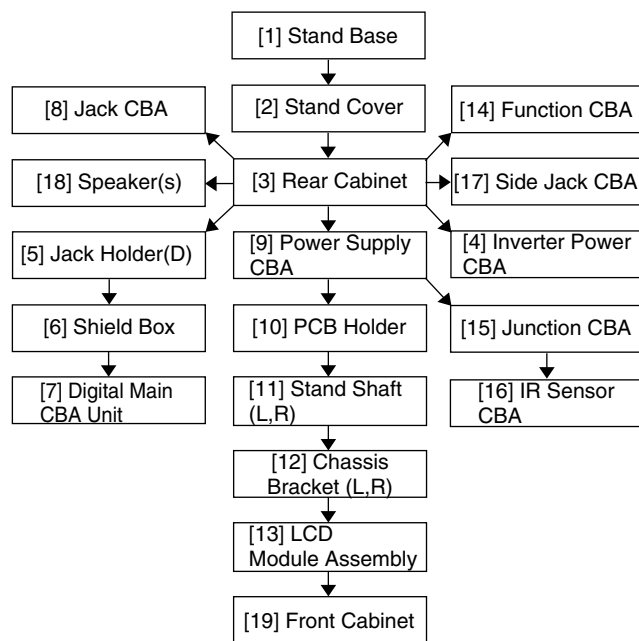 [1] Stand Base
[8] Jack CBA
[2] Stand Cover
[14] Function CBA
[18] Speaker(s)
[3] Rear Cabinet
[17] Side Jack CBA
[5] Jack Holder(D)
[9] Power Supply
CBA
[4] Inverter Power
CBA
[6] Shield Box
[10] PCB Holder
[15] Junction CBA
[7] Digital Main
CBA Unit
[11] Stand Shaft
(L,R)
[16] IR Sensor
CBA
[12] Chassis
Bracket (L,R)
[13] LCD
Module Assembly
[19] Front Cabinet